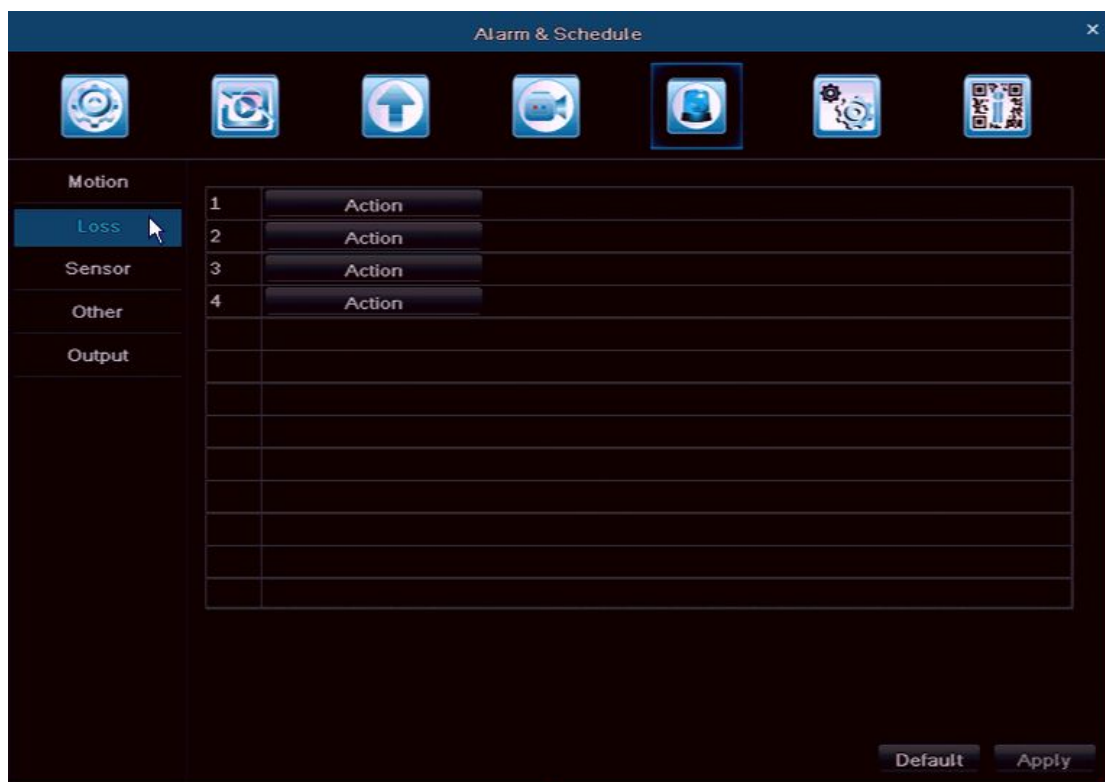 Alarm & Schedule
Motion
Loss
Sensor
Other
Output
1 Action
2 Action
3 Action
4 Action
Default Apply